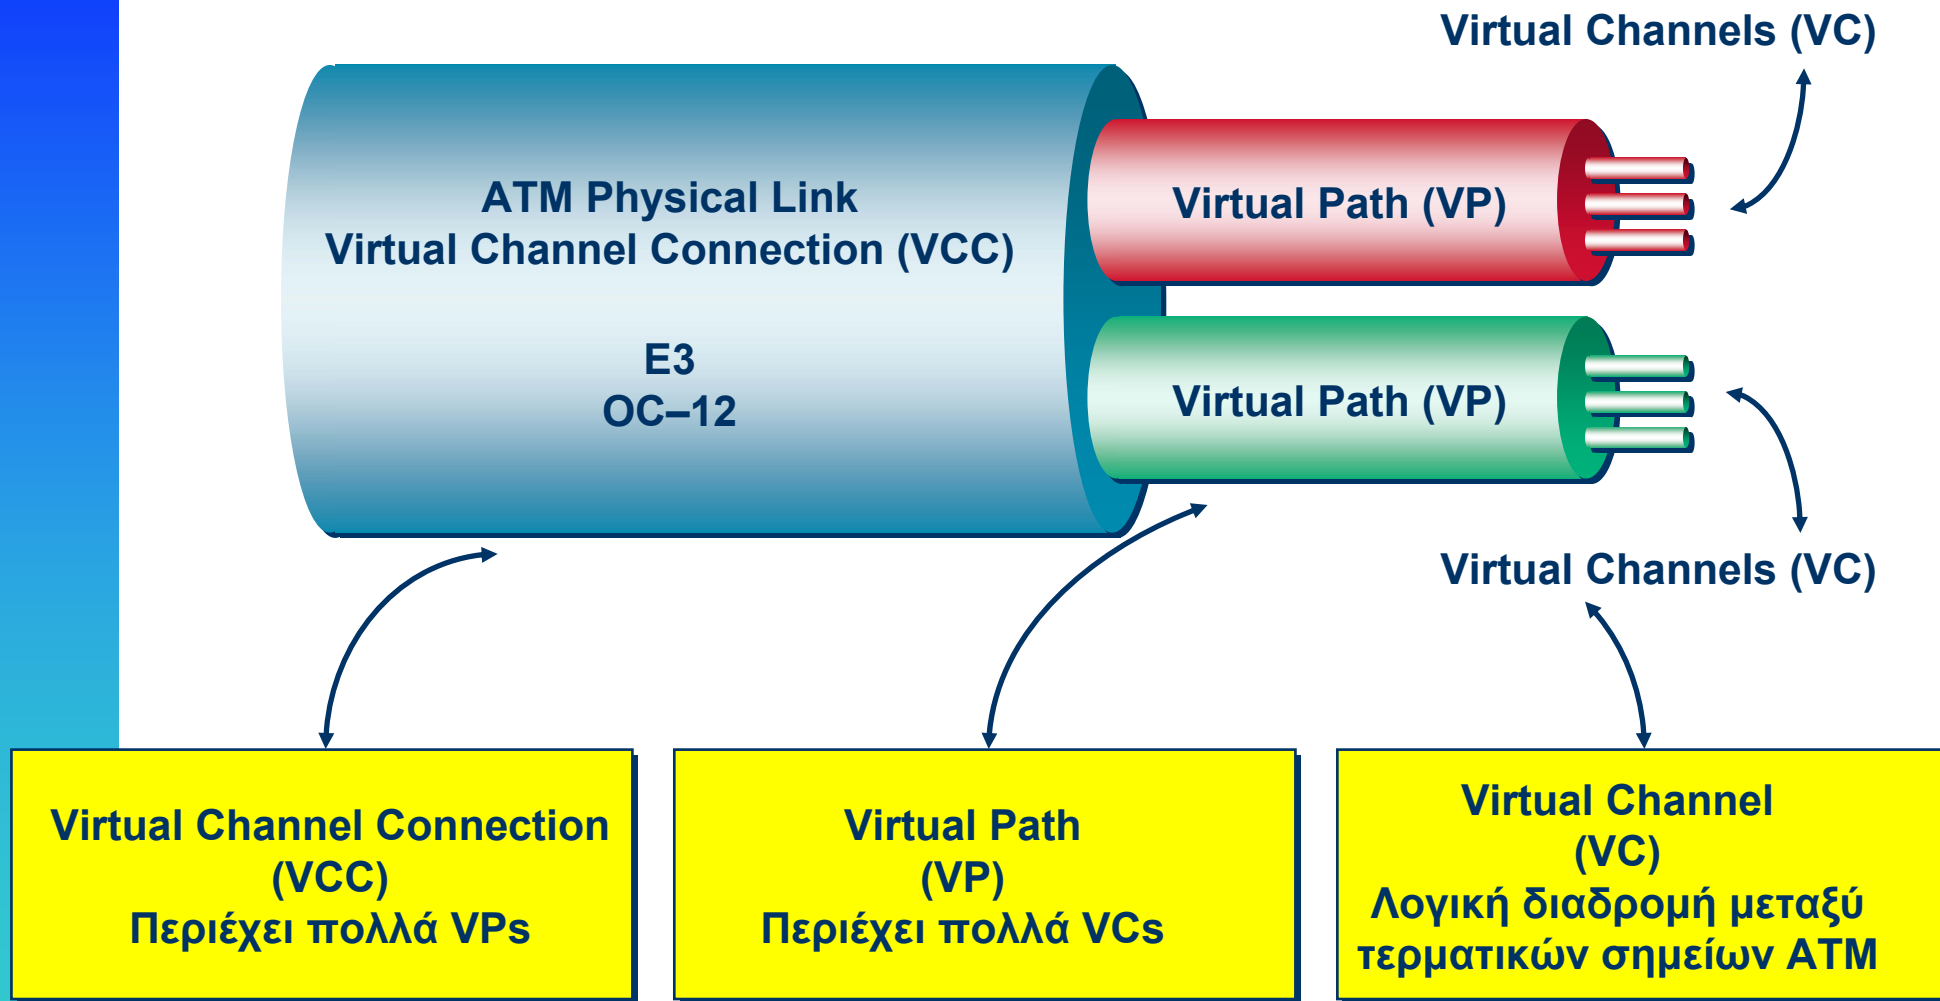 Virtual Channels (VC)
ATM Physical Link
Virtual Channel Connection (VCC)
E3
OC–12
Virtual Path (VP)
Virtual Path (VP)
Virtual Channels (VC)
Virtual Channel Connection
(VCC)
Περιέχει πολλά VPs
Virtual Path
(VP)
Περιέχει πολλά VCs
Virtual Channel
(VC)
Λογική διαδρομή μεταξύ
τερματικών σημείων ATM